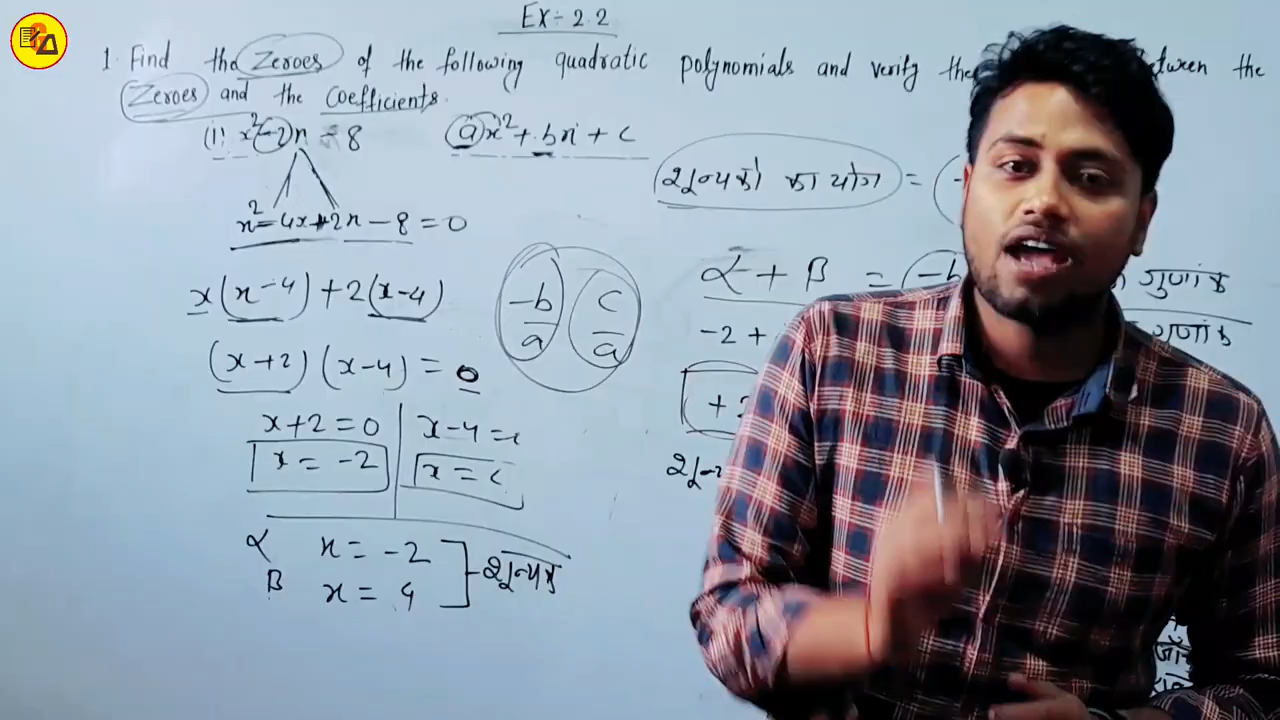 Ex÷ 2.2
1. Find the Zeroes of the following quadratic polynomials and verify the
Zeroes and the Coefficients.
(i) x²-2x-8
ax²+bx+c
शून्यको का योग = (-
x²-4x+2x-8=0
x(x-4)+2(x-4)
(x+2)(x-4)=0
-b/a c/a
α+β = -b गुणांक
-2+ गुणांक
x+2=0 x-4=
x=-2 x=
α x=-2
β x=4
शून्यक